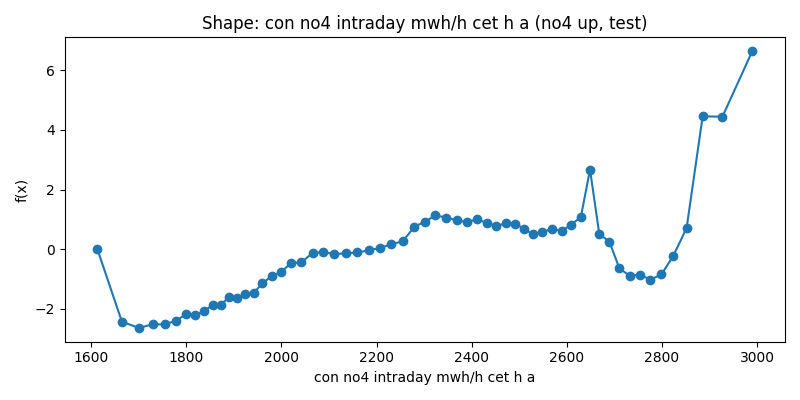 Shape: con no4 intraday mwh/h cet h a (no4 up, test)
f(x)
6
4
2
0
−2
1600 1800 2000 2200 2400 2600 2800 3000
con no4 intraday mwh/h cet h a